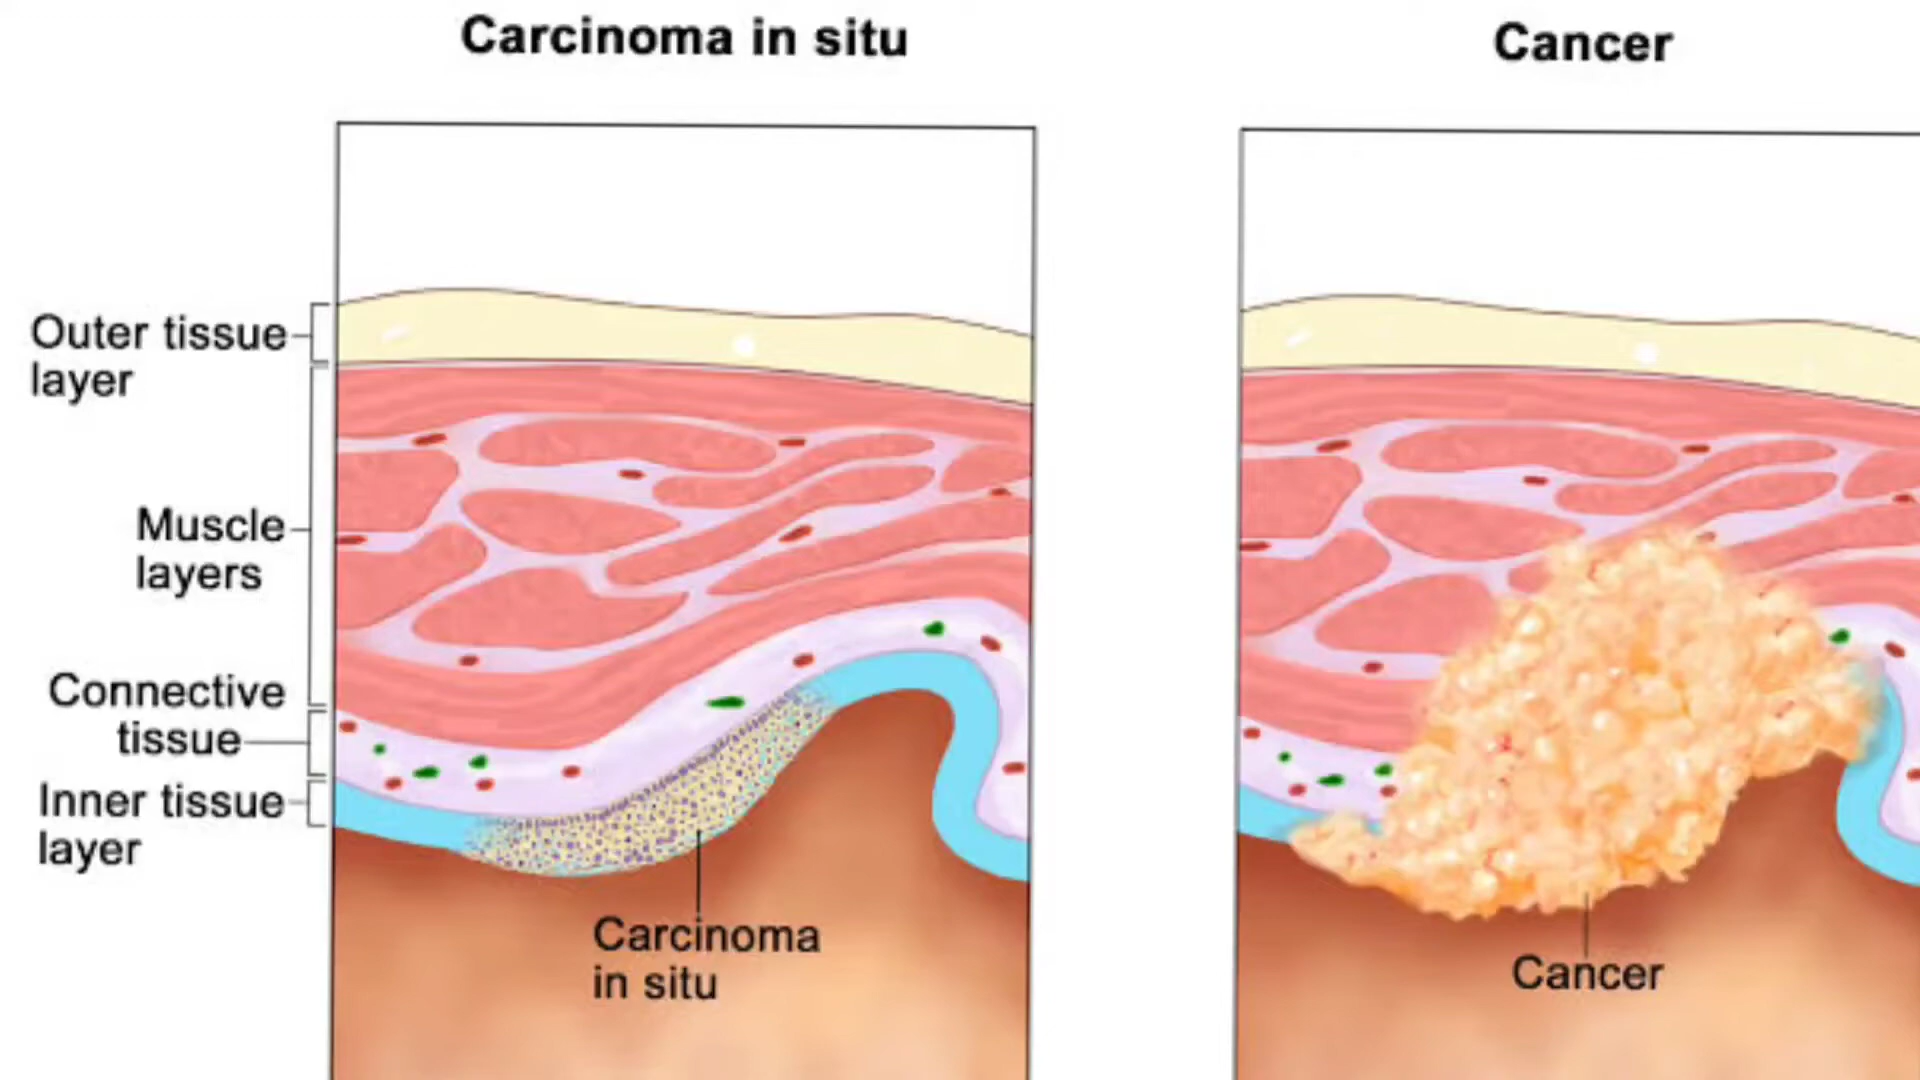 Carcinoma in situ
Cancer
Outer tissue
layer
Muscle
layers
Connective
tissue
Inner tissue
layer
Carcinoma
in situ
Cancer